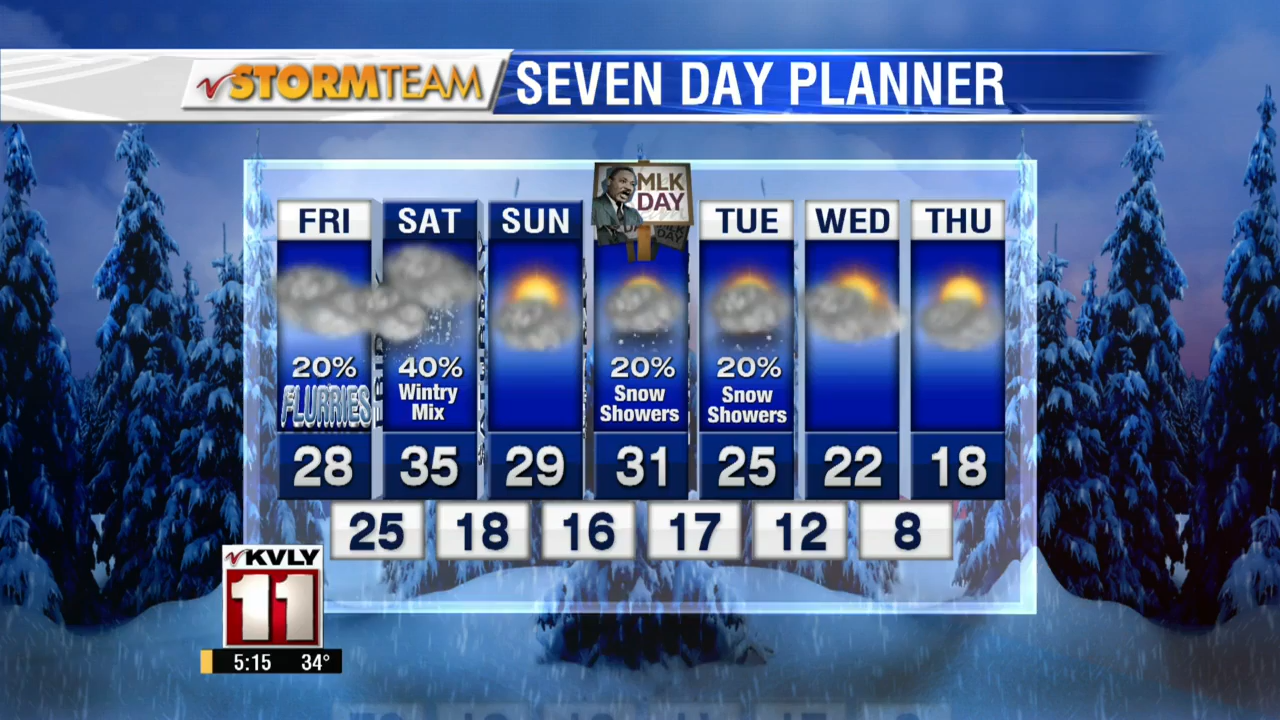 STORMTEAM SEVEN DAY PLANNER
MLK
DAY
FRI SAT SUN TUE WED THU
20% 40% 20% 20%
FLURRIES Wintry Mix Snow Showers Snow Showers
28 35 29 31 25 22 18
25 18 16 17 12 8
KVLY
11
5:15 34°